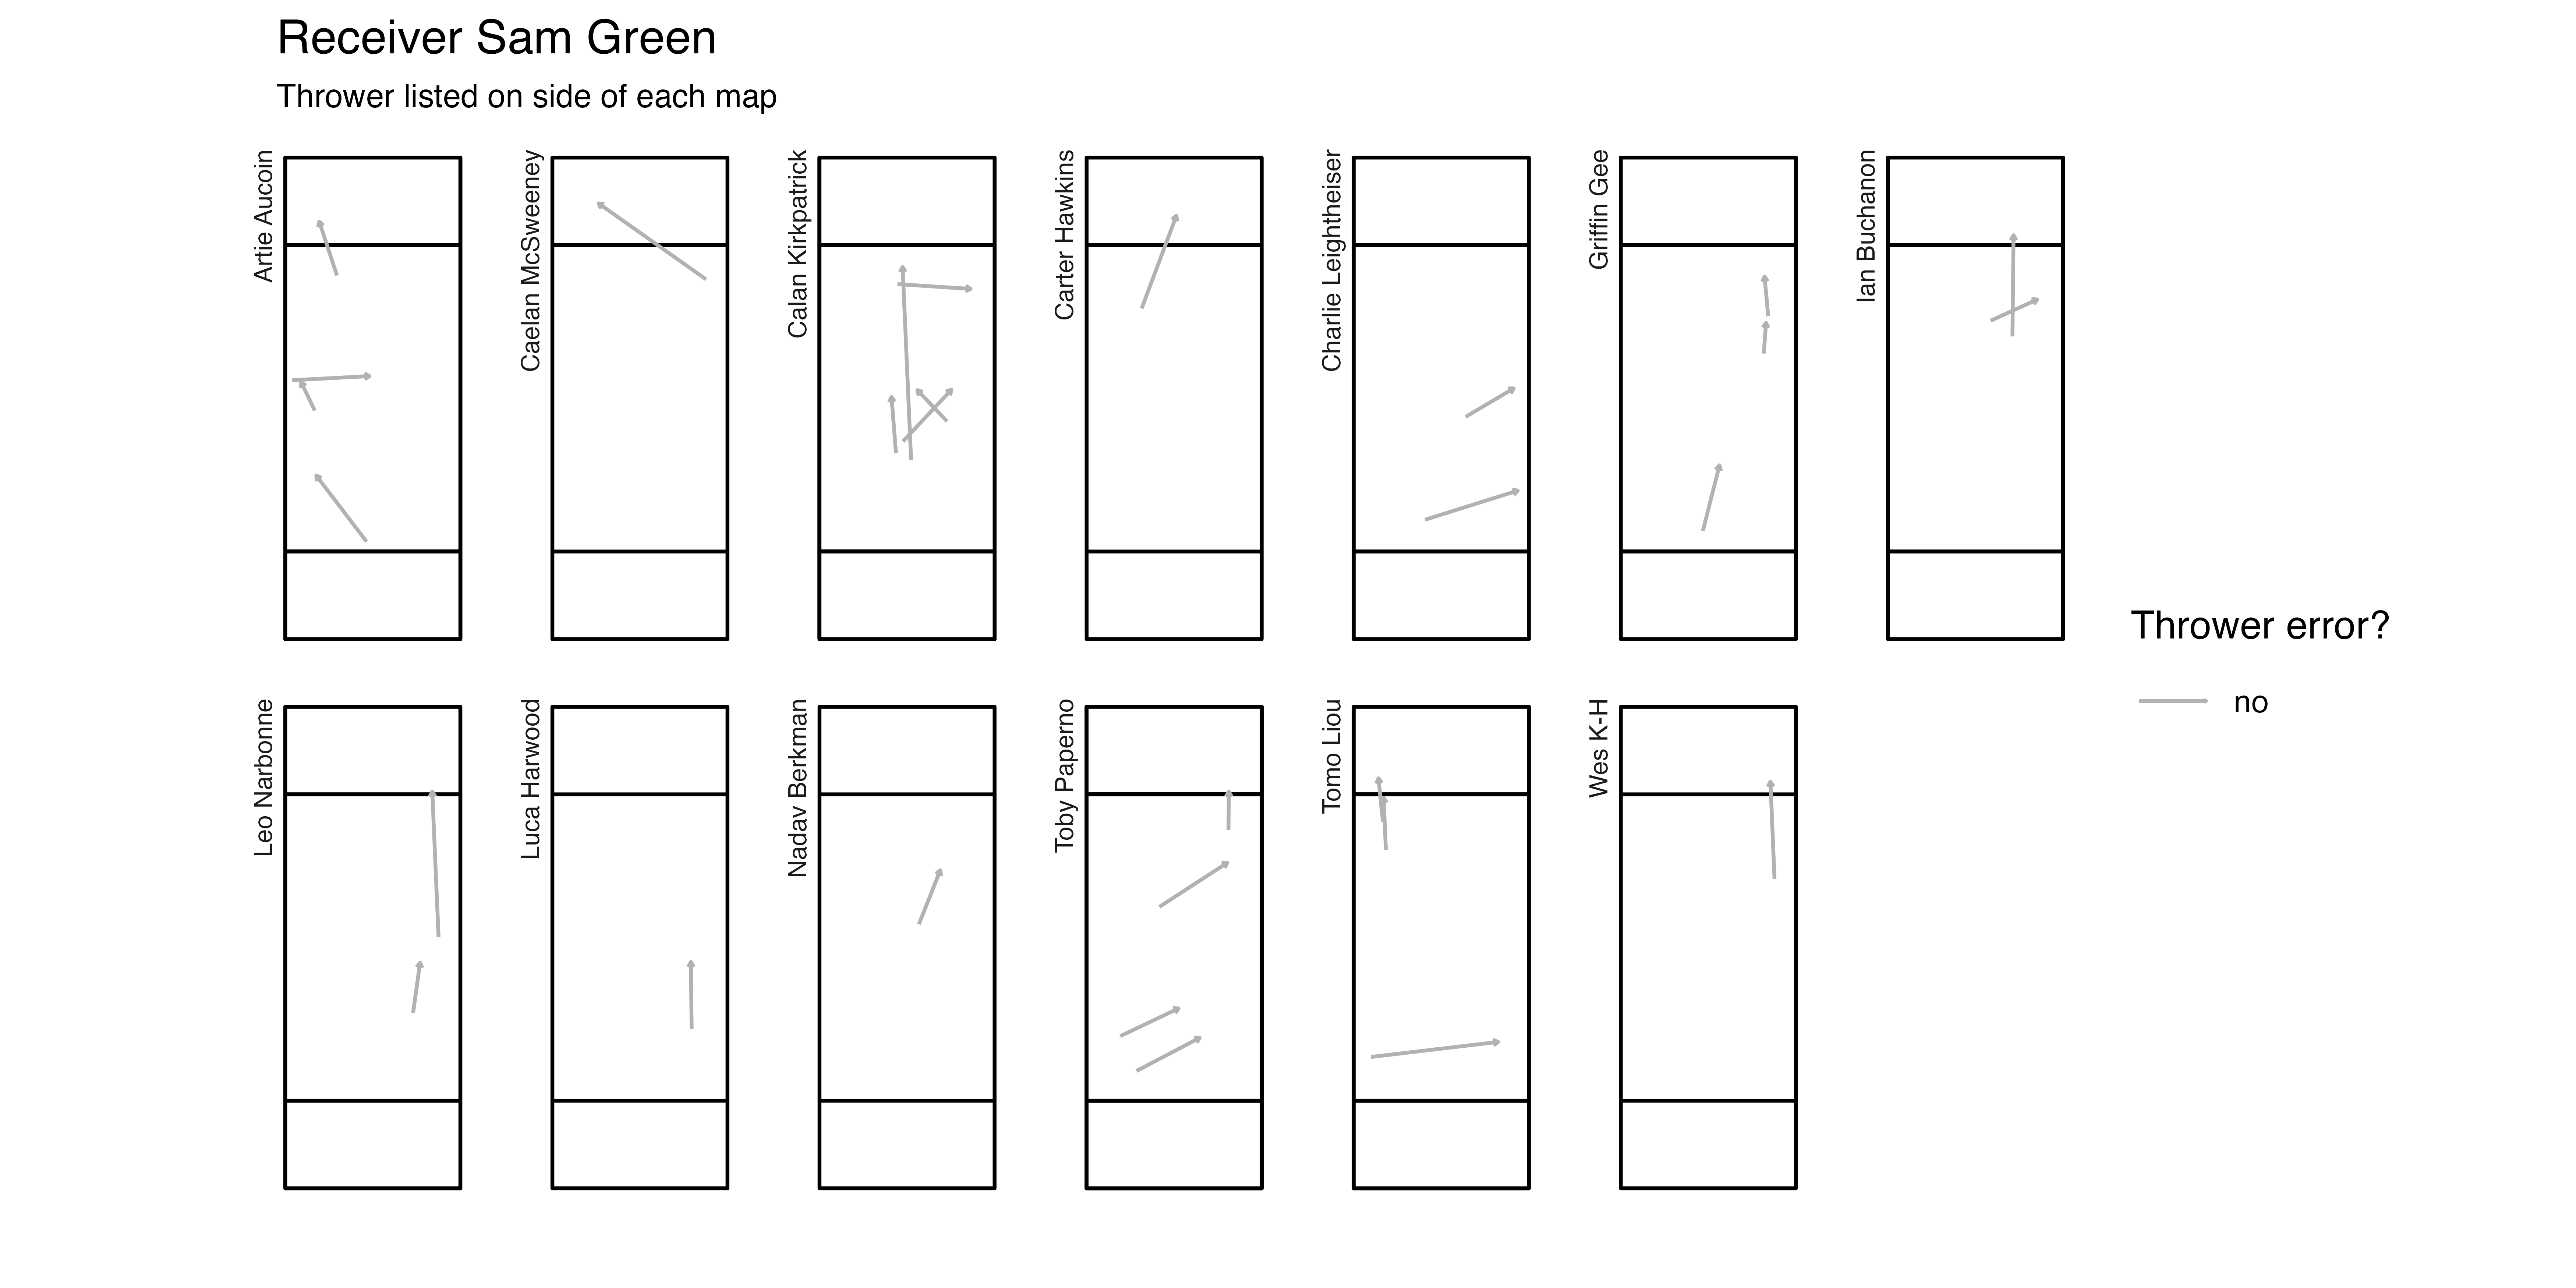 Receiver Sam Green
Thrower listed on side of each map
Artie Aucoin
Caelan McSweeney
Calan Kirkpatrick
Carter Hawkins
Charlie Leightheiser
Griffin Gee
Ian Buchanon
Thrower error?
no
Leo Narbonne
Luca Harwood
Nadav Berkman
Toby Paperno
Tomo Liou
Wes K-H